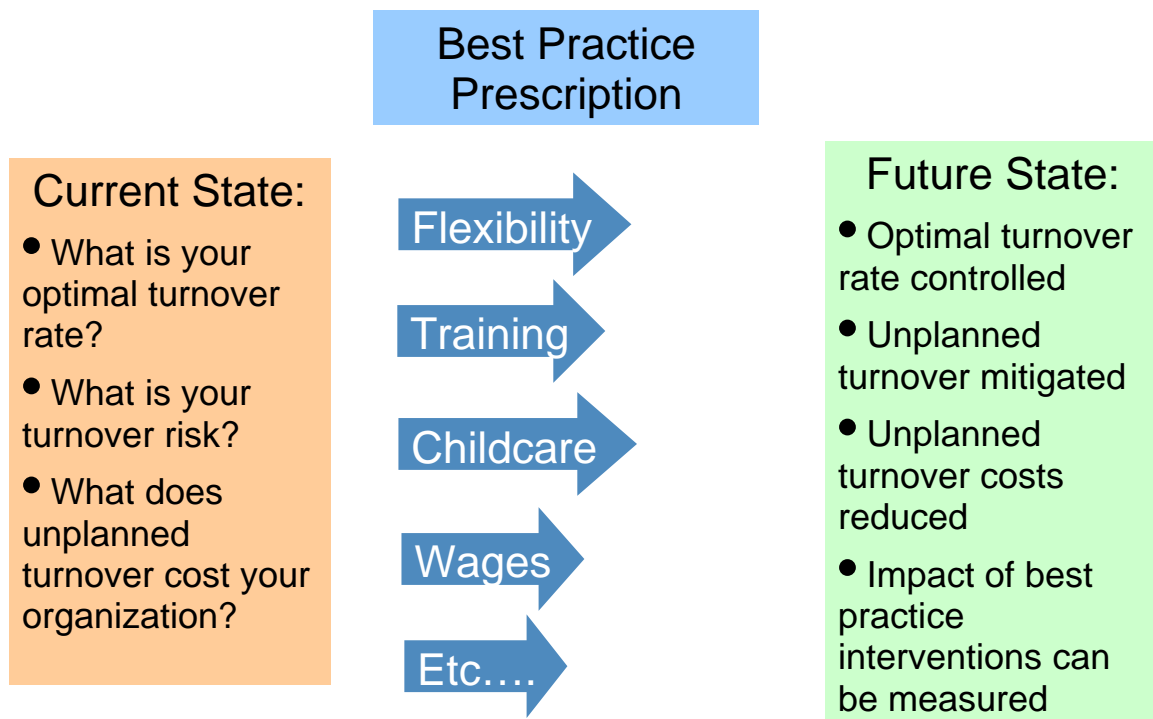 Best Practice
Prescription
Current State:
• What is your
optimal turnover
rate?
• What is your
turnover risk?
• What does
unplanned
turnover cost your
organization?
Flexibility
Training
Childcare
Wages
Etc....
Future State:
• Optimal turnover
rate controlled
• Unplanned
turnover mitigated
• Unplanned
turnover costs
reduced
• Impact of best
practice
interventions can
be measured